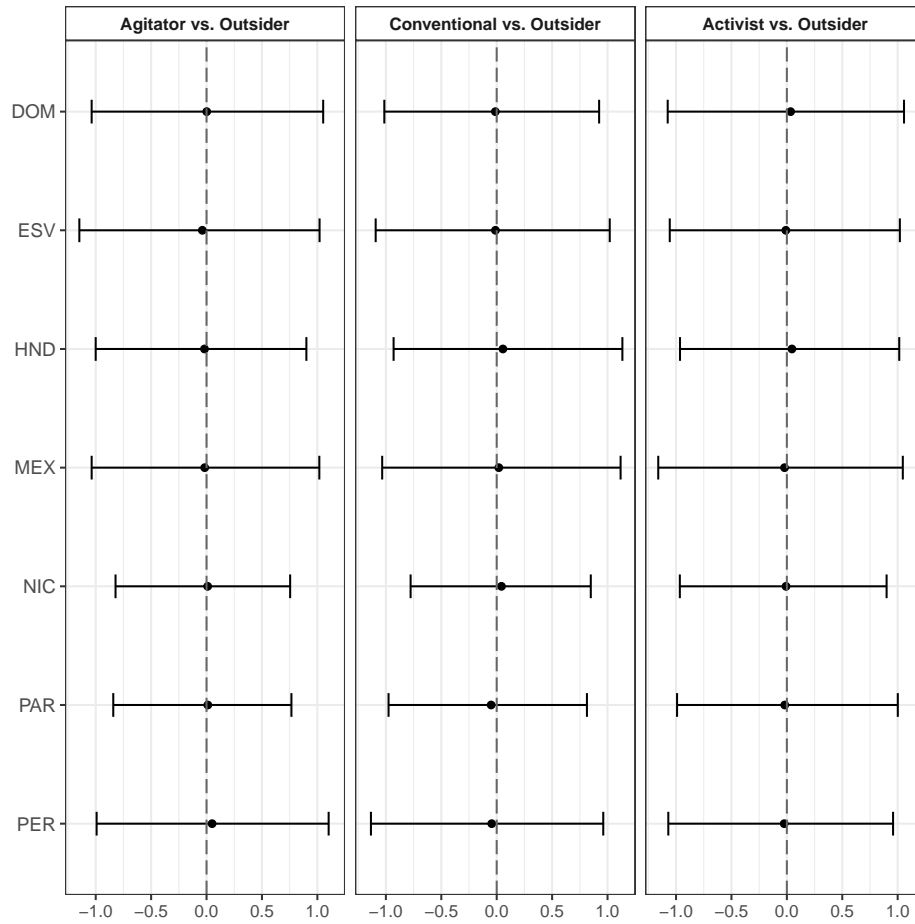 Agitator vs. Outsider
Conventional vs. Outsider
Activist vs. Outsider
DOM
ESV
HND
MEX
NIC
PAR
PER
−1.0 −0.5 0.0 0.5 1.0
−1.0 −0.5 0.0 0.5 1.0
−1.0 −0.5 0.0 0.5 1.0